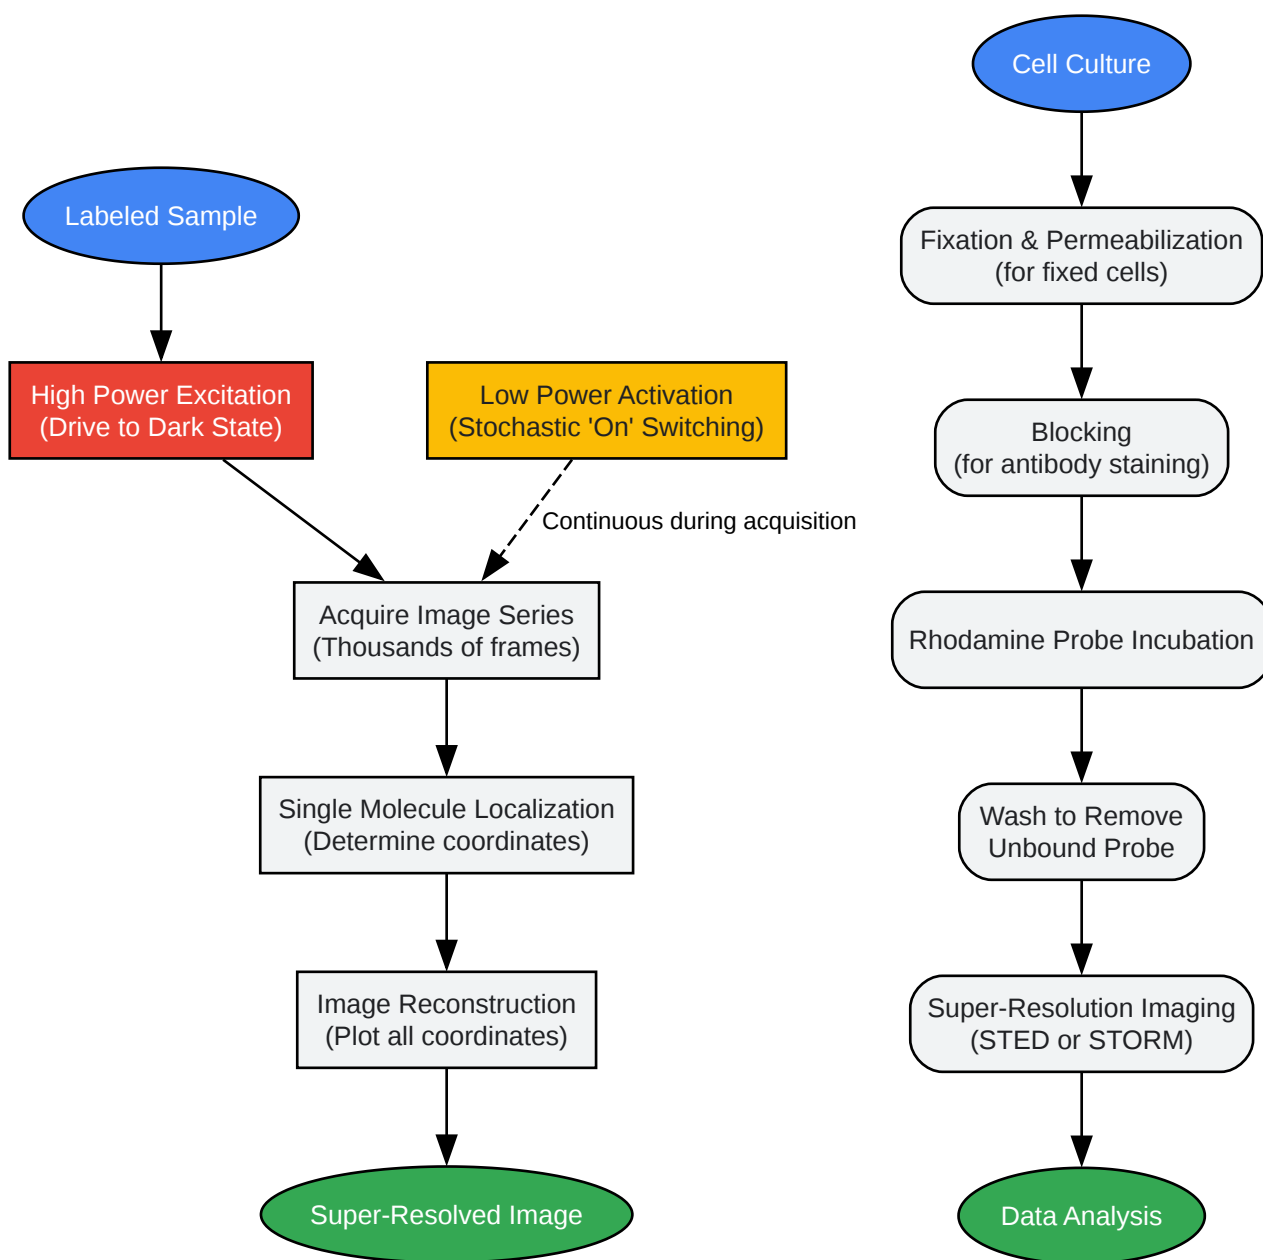 Labeled Sample
High Power Excitation
(Drive to Dark State)
Low Power Activation
(Stochastic 'On' Switching)
Continuous during acquisition
Acquire Image Series
(Thousands of frames)
Single Molecule Localization
(Determine coordinates)
Image Reconstruction
(Plot all coordinates)
Super-Resolved Image
Cell Culture
Fixation & Permeabilization
(for fixed cells)
Blocking
(for antibody staining)
Rhodamine Probe Incubation
Wash to Remove
Unbound Probe
Super-Resolution Imaging
(STED or STORM)
Data Analysis